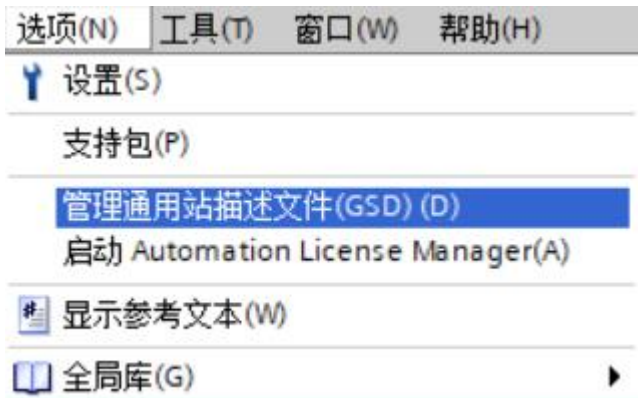 选项(N) 工具(T) 窗口(W) 帮助(H)
设置(S)
支持包(P)
管理通用站描述文件(GSD) (D)
启动 Automation License Manager(A)
显示参考文本(W)
全局库(G)